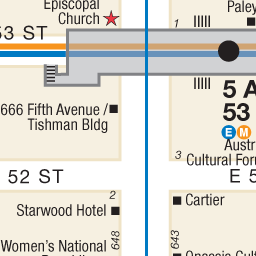 Episcopal
Church
Paley
1
53 ST
5 A
53
E M
666 Fifth Avenue /
Tishman Bldg
Austr
3
Cultural For
52 ST
E 5
2
Cartier
Starwood Hotel
648
643
Women's National